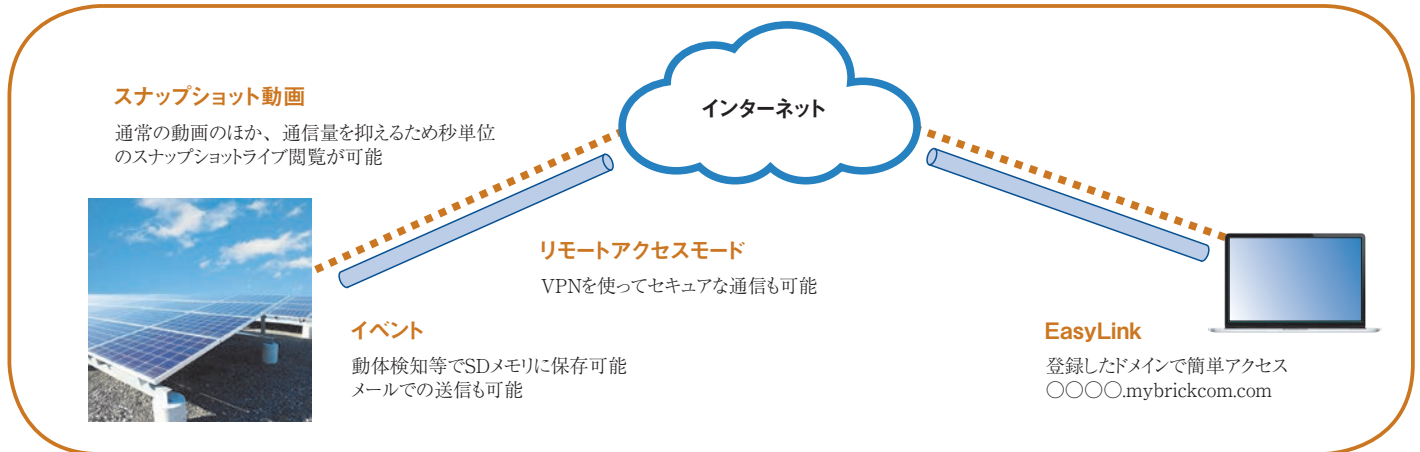 インターネット
スナップショット動画
通常の動画のほか、通信量を抑えるため秒単位
のスナップショットライブ閲覧が可能
リモートアクセスモード
VPNを使ってセキュアな通信も可能
イベント
動体検知等でSDメモリに保存可能
メールでの送信も可能
EasyLink
登録したドメインで簡単アクセス
○○○○.mybrickcom.com